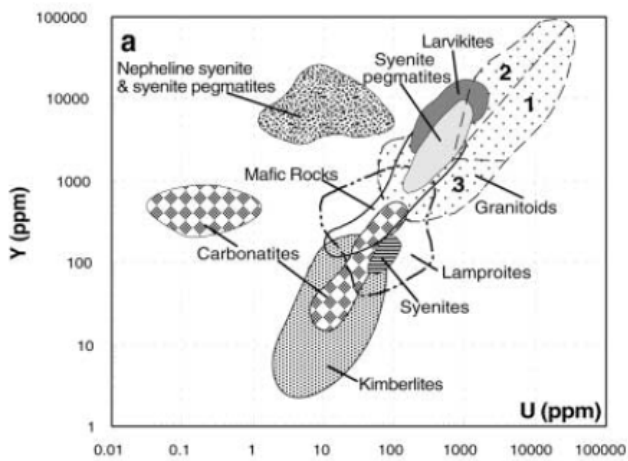 100000
10000
1000
100
10
1
Y (ppm)
a
Nepheline syenite
& syenite pegmatites
Syenite
pegmatites
Larvikites
2
1
3
Mafic Rocks
Granitoids
Carbonatites
Lamproites
Syenites
Kimberlites
U (ppm)
0.01 0.1 1 10 100 1000 10000 100000